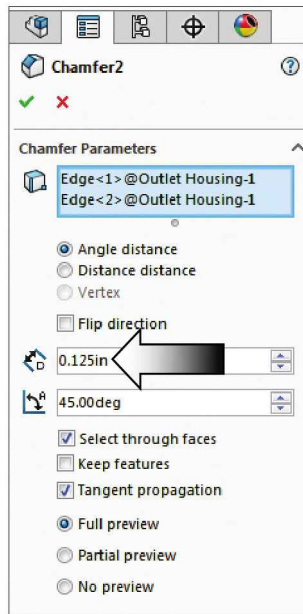 Chamfer2
Chamfer Parameters
Edge<1>@Outlet Housing-1
Edge<2>@Outlet Housing-1
Angle distance
Distance distance
Vertex
Flip direction
D 0.125in
A 45.00deg
Select through faces
Keep features
Tangent propagation
Full preview
Partial preview
No preview